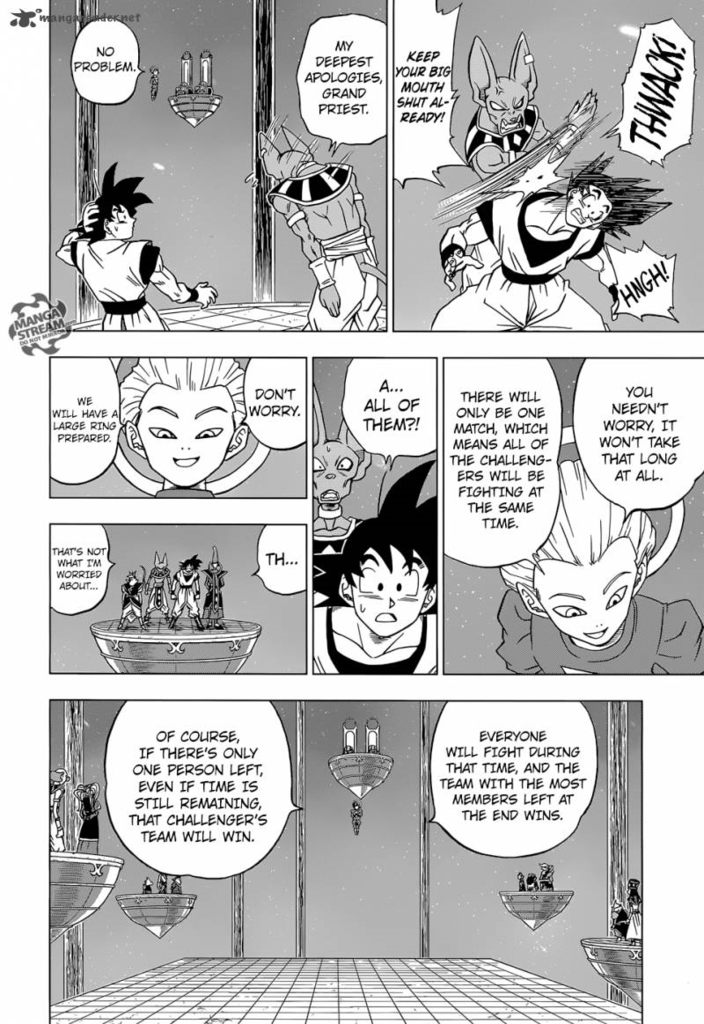 KEEP
YOUR BIG
MOUTH
SHUT AL-
READY!
THWACK!
HNGH!
MY
DEEPEST
APOLOGIES,
GRAND
PRIEST.
NO
PROBLEM.
MANGA
STREAM
DO NOT MIRROR
YOU
NEEDN'T
WORRY, IT
WON'T TAKE
THAT LONG
AT ALL.
THERE WILL
ONLY BE ONE
MATCH, WHICH
MEANS ALL OF
THE CHALLENG-
ERS WILL BE
FIGHTING AT
THE SAME
TIME.
A...
ALL OF
THEM?!
DON'T
WORRY.
WE
WILL HAVE A
LARGE RING
PREPARED.
TH...
THAT'S NOT
WHAT I'M
WORRIED
ABOUT...
EVERYONE
WILL FIGHT DURING
THAT TIME, AND THE
TEAM WITH THE MOST
MEMBERS LEFT AT
THE END WINS.
OF COURSE,
IF THERE'S ONLY
ONE PERSON LEFT,
EVEN IF TIME IS
STILL REMAINING,
THAT CHALLENGER'S
TEAM WILL WIN.